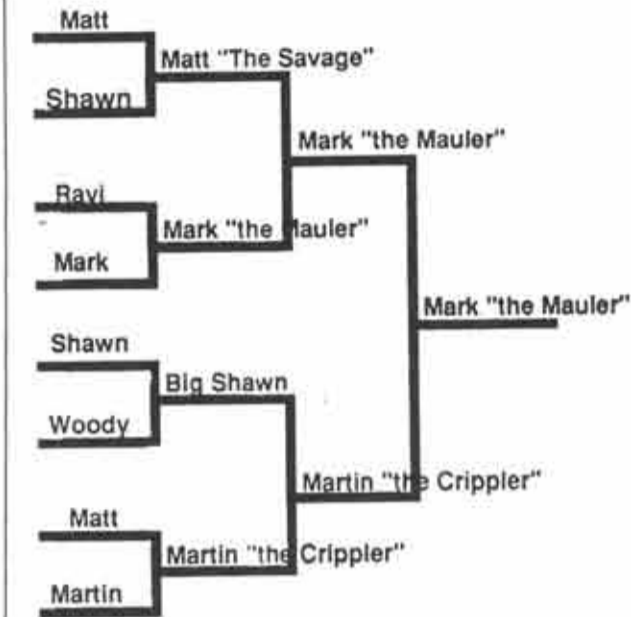 Matt
Matt "The Savage"
Shawn
Mark "the Mauler"
Ravi
Mark "the Mauler"
Mark
Mark "the Mauler"
Shawn
Big Shawn
Woody
Martin "the Crippler"
Matt
Martin "the Crippler"
Martin